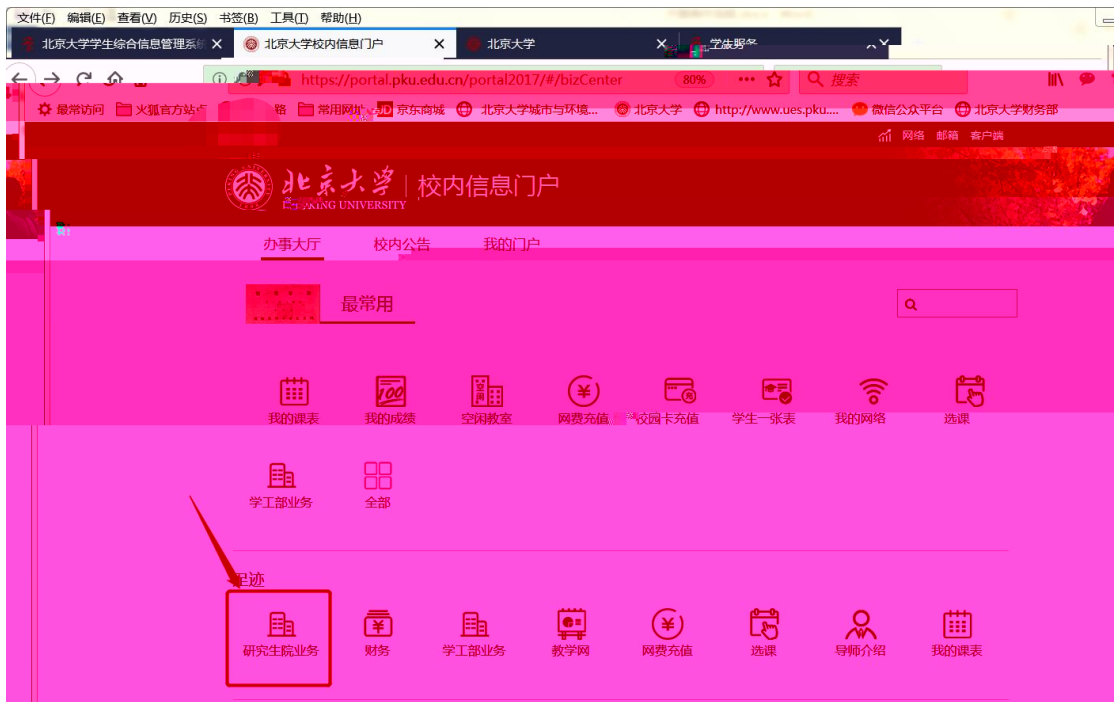 文件(F) 编辑(E) 查看(V) 历史(S) 书签(B) 工具(T) 帮助(H)
北京大学学生综合信息管理系统 北京大学校内信息门户 北京大学
https://portal.pku.edu.cn/portal2017/#/bizCenter 80% 搜索
最常访问 火狐官方站点 常用网址 JD 京东商城 北京大学城市与环境... 北京大学 http://www.ues.pku.... 微信公众平台 北京大学财务部
网络 邮箱 客户端
北京大学 校内信息门户
PEKING UNIVERSITY
办事大厅 校内公告 我的门户
最常用
100 空闲 ¥
我的课表 我的成绩 空闲教室 网费充值 校园卡充值 学生一张表 我的网络 选课
学工部业务 全部
足迹
¥ ¥
研究生院业务 财务 学工部业务 教学网 网费充值 选课 导师介绍 我的课表